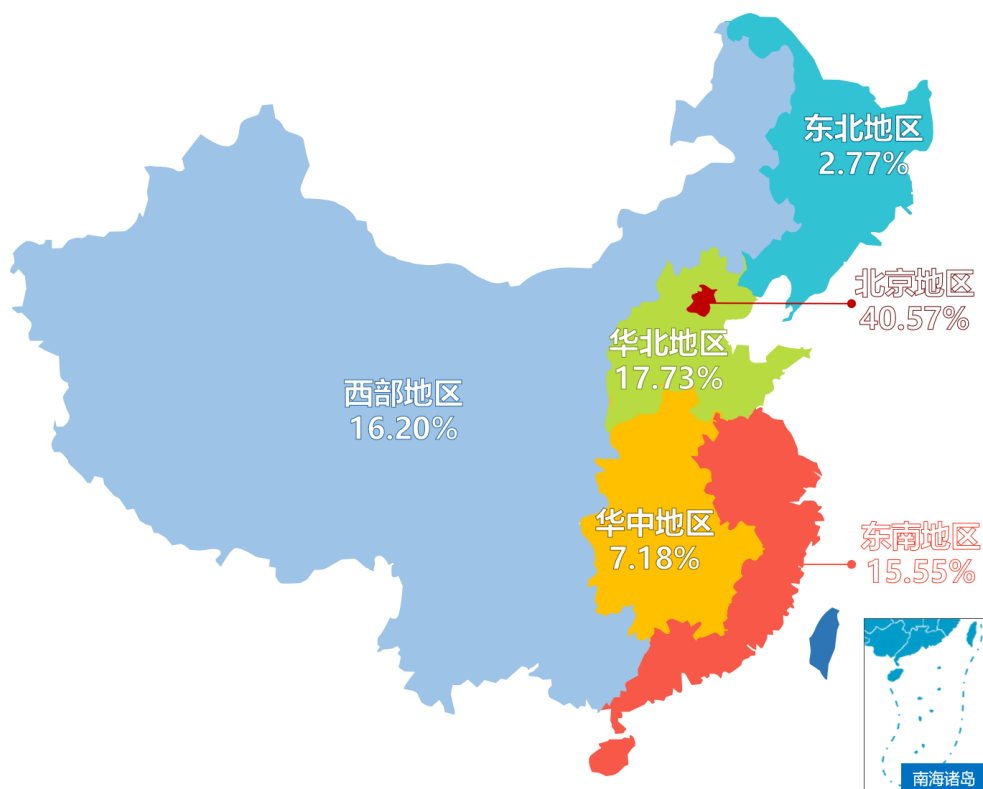 东北地区
2.77%
北京地区
40.57%
华北地区
17.73%
西部地区
16.20%
华中地区
7.18%
东南地区
15.55%
南海诸岛